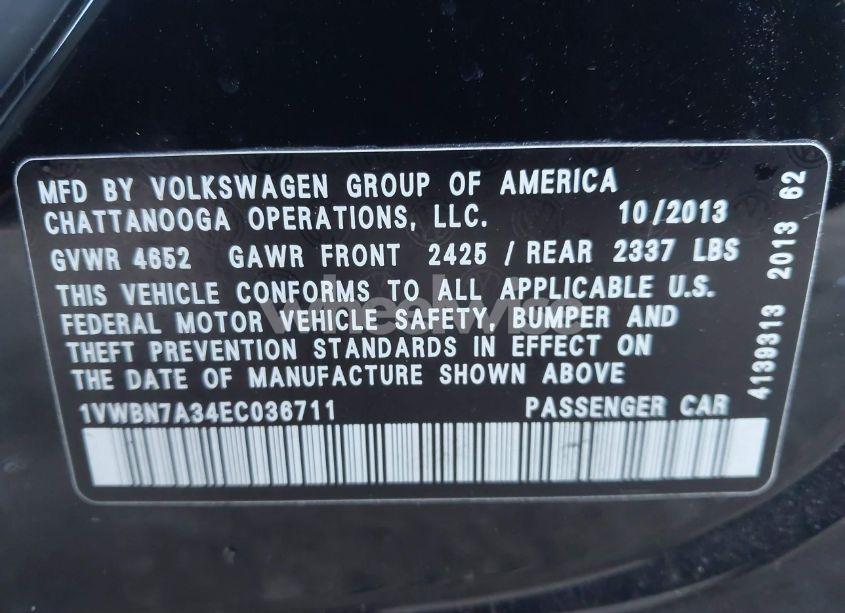 MFD BY VOLKSWAGEN GROUP OF AMERICA
CHATTANOOGA OPERATIONS, LLC. 10/2013
GVWR 4652 GAWR FRONT 2425 / REAR 2337 LBS
THIS VEHICLE CONFORMS TO ALL APPLICABLE U.S.
FEDERAL MOTOR VEHICLE SAFETY, BUMPER AND
THEFT PREVENTION STANDARDS IN EFFECT ON
THE DATE OF MANUFACTURE SHOWN ABOVE
1VWBN7A34EC036711 PASSENGER CAR
4139313 2013 62
wheelwise